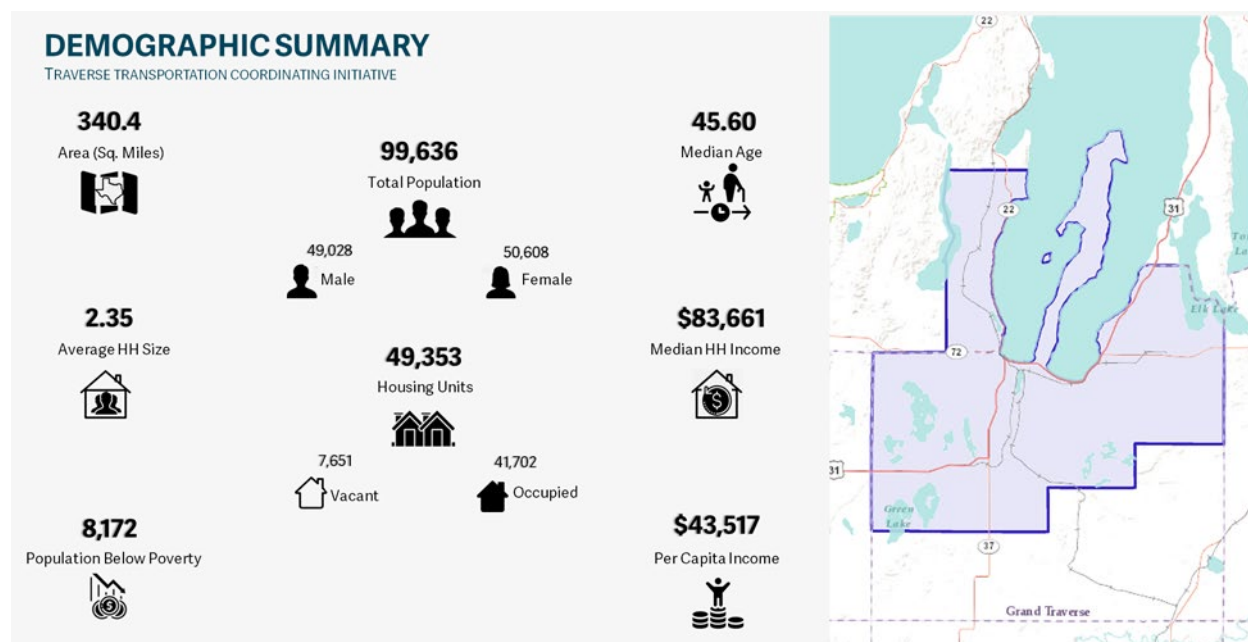 DEMOGRAPHIC SUMMARY
TRAVERSE TRANSPORTATION COORDINATING INITIATIVE
340.4
Area (Sq. Miles)
99,636
Total Population
49,028
Male
50,608
Female
45.60
Median Age
2.35
Average HH Size
49,353
Housing Units
7,651
Vacant
41,702
Occupied
$83,661
Median HH Income
8,172
Population Below Poverty
$43,517
Per Capita Income
22
22
31
Elk Lake
72
31
Green
Lake
37
Grand Traverse